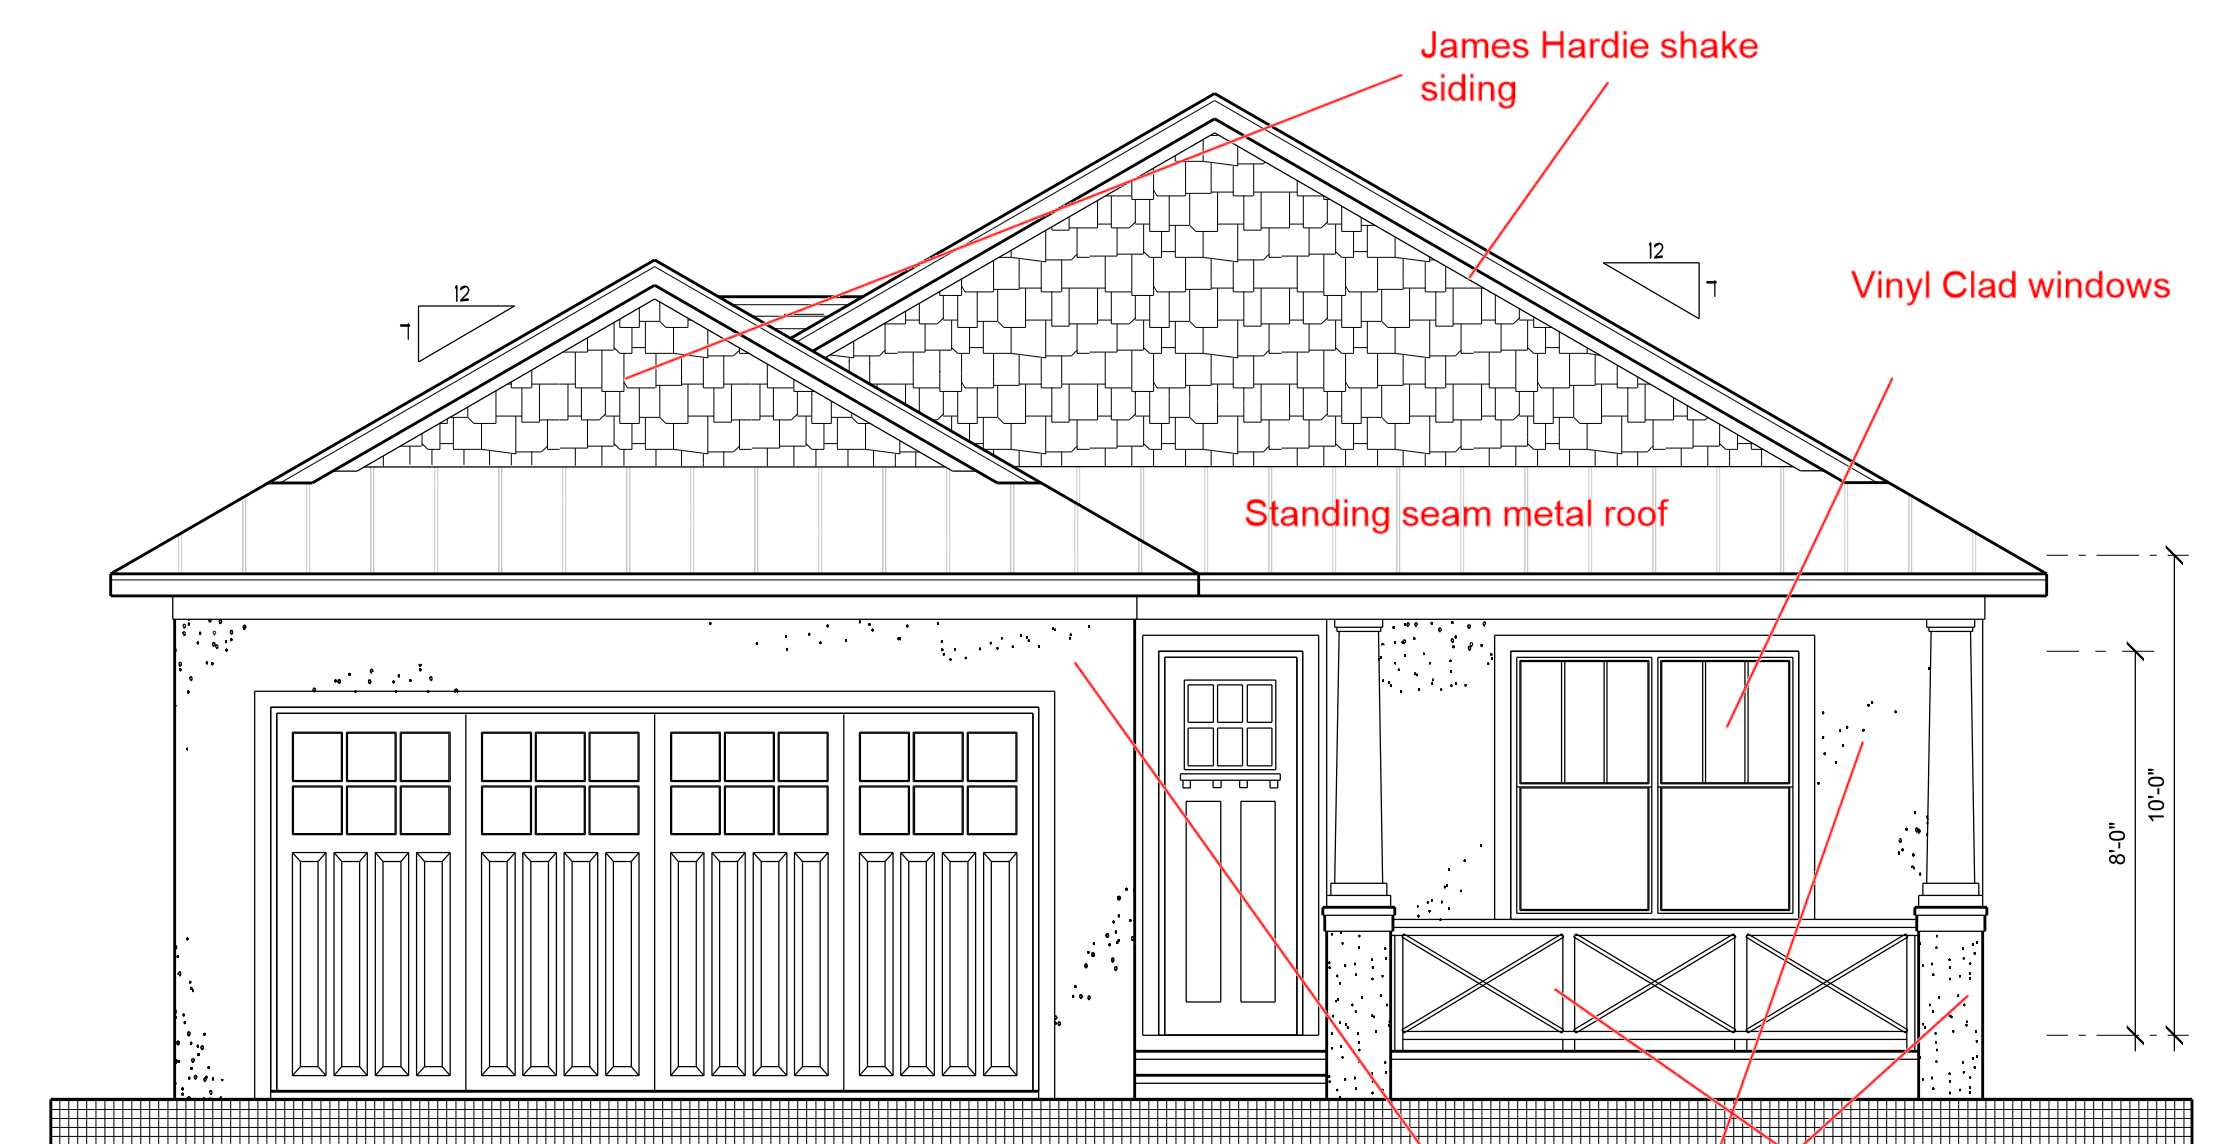 James Hardie shake
siding
12
7
12
7
Vinyl Clad windows
Standing seam metal roof
8'-0"
10'-0"